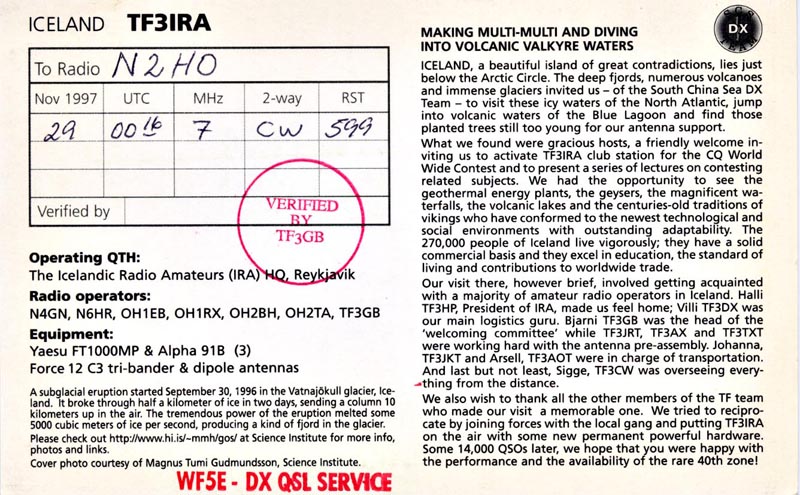 ICELAND TF3IRA
To Radio N2HO
Nov 1997 UTC MHz 2-way RST
29 00 16 7 CW 599
Verified by
VERIFIED
BY
TF3GB
Operating QTH:
The Icelandic Radio Amateurs (IRA) HQ, Reykjavik
Radio operators:
N4GN, N6HR, OH1EB, OH1RX, OH2BH, OH2TA, TF3GB
Equipment:
Yaesu FT1000MP & Alpha 91B (3)
Force 12 C3 tri-bander & dipole antennas
A subglacial eruption started September 30, 1996 in the Vatnajökull glacier, Ice-
land. It broke through half a kilometer of ice in two days, sending a column 10
kilometers up in the air. The tremendous power of the eruption melted some
5000 cubic meters of ice per second, producing a kind of fjord in the glacier.
Please check out http://www.hi.is/~mmh/gos/ at Science Institute for more info,
photos and links.
Cover photo courtesy of Magnus Tumi Gudmundsson, Science Institute.
WF5E - DX QSL SERVICE
MAKING MULTI-MULTI AND DIVING
INTO VOLCANIC VALKYRE WATERS
SCS
DX
TEAM
ICELAND, a beautiful island of great contradictions, lies just
below the Arctic Circle. The deep fjords, numerous volcanoes
and immense glaciers invited us – of the South China Sea DX
Team – to visit these icy waters of the North Atlantic, jump
into volcanic waters of the Blue Lagoon and find those
planted trees still too young for our antenna support.
What we found were gracious hosts, a friendly welcome in-
viting us to activate TF3IRA club station for the CQ World
Wide Contest and to present a series of lectures on contesting
related subjects. We had the opportunity to see the
geothermal energy plants, the geysers, the magnificent wa-
terfalls, the volcanic lakes and the centuries-old traditions of
vikings who have conformed to the newest technological and
social environments with outstanding adaptability. The
270,000 people of Iceland live vigorously; they have a solid
commercial basis and they excel in education, the standard of
living and contributions to worldwide trade.
Our visit there, however brief, involved getting acquainted
with a majority of amateur radio operators in Iceland. Halli
TF3HP, President of IRA, made us feel home; Villi TF3DX was
our main logistics guru. Bjarni TF3GB was the head of the
'welcoming committee' while TF3JRT, TF3AX and TF3TXT
were working hard with the antenna pre-assembly. Johanna,
TF3JKT and Arsell, TF3AOT were in charge of transportation.
And last but not least, Sigge, TF3CW was overseeing every-
thing from the distance.
We also wish to thank all the other members of the TF team
who made our visit a memorable one. We tried to recipro-
cate by joining forces with the local gang and putting TF3IRA
on the air with some new permanent powerful hardware.
Some 14,000 QSOs later, we hope that you were happy with
the performance and the availability of the rare 40th zone!